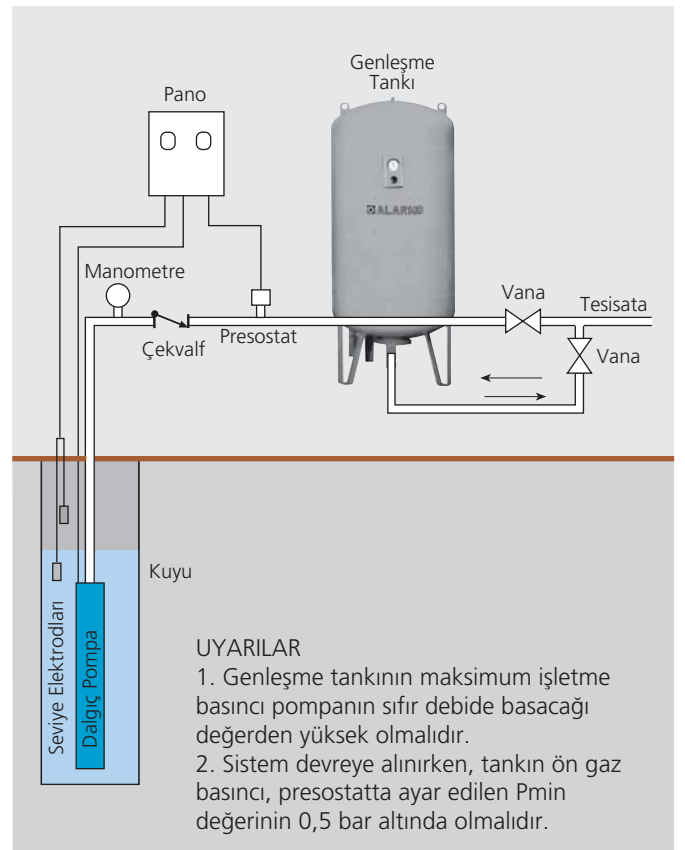 Genleşme
Tankı
Pano
ALARKO
Manometre
Vana
Tesisata
Çekvalf
Presostat
Vana
Kuyu
Seviye Elektrodları
Dalgıç Pompa
UYARILAR
1. Genleşme tankının maksimum işletme
basıncı pompanın sıfır debide basacağı
değerden yüksek olmalıdır.
2. Sistem devreye alınırken, tankın ön gaz
basıncı, presostatta ayar edilen Pmin
değerinin 0,5 bar altında olmalıdır.